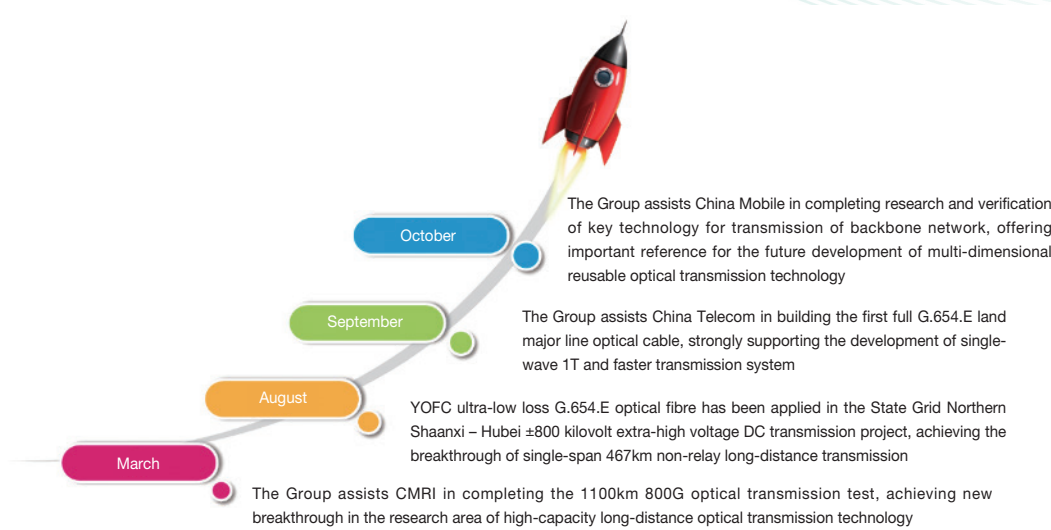 The Group assists China Mobile in completing research and verification
of key technology for transmission of backbone network, offering
important reference for the future development of multi-dimensional
reusable optical transmission technology
October
The Group assists China Telecom in building the first full G.654.E land
major line optical cable, strongly supporting the development of single-
wave 1T and faster transmission system
September
YOFC ultra-low loss G.654.E optical fibre has been applied in the State Grid Northern
Shaanxi – Hubei ±800 kilovolt extra-high voltage DC transmission project, achieving the
breakthrough of single-span 467km non-relay long-distance transmission
August
The Group assists CMRI in completing the 1100km 800G optical transmission test, achieving new
breakthrough in the research area of high-capacity long-distance optical transmission technology
March